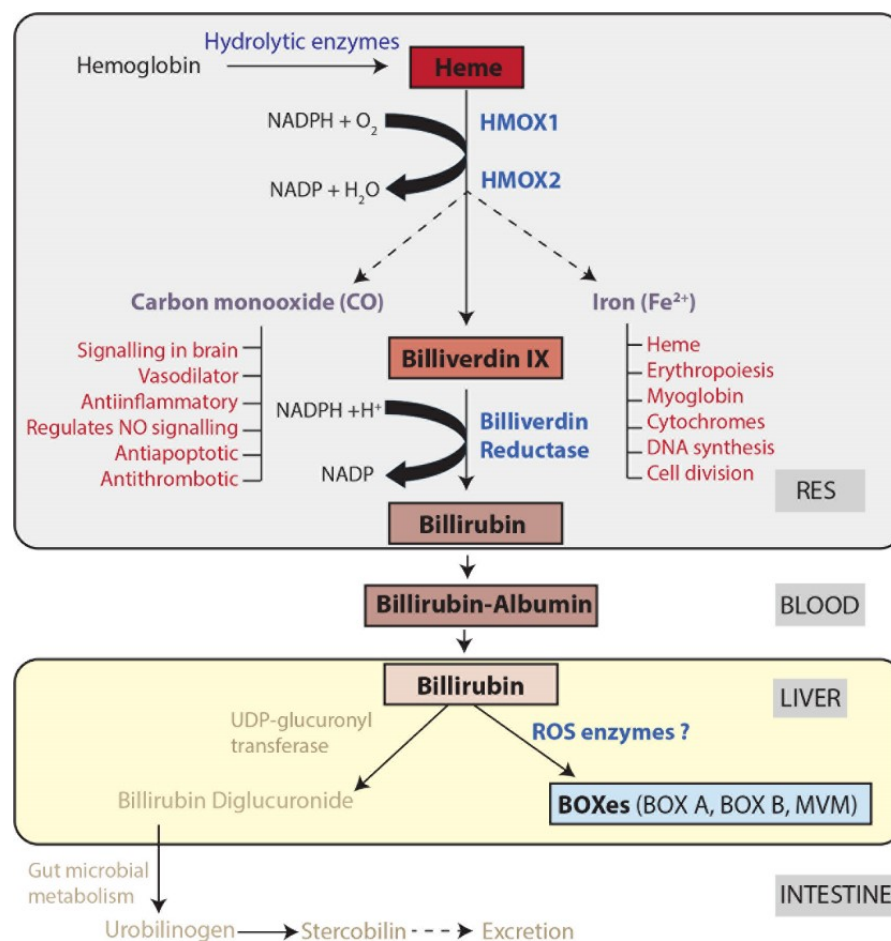 Hydrolytic enzymes
Hemoglobin
Heme
NADPH + O₂
HMOX1
NADP + H₂O
HMOX2
Carbon monooxide (CO)
Iron (Fe²⁺)
Signalling in brain
Vasodilator
Antiinflammatory
Regulates NO signalling
Antiapoptotic
Antithrombotic
Billiverdin IX
NADPH +H⁺
Billiverdin
Reductase
NADP
Heme
Erythropoiesis
Myoglobin
Cytochromes
DNA synthesis
Cell division
RES
Billirubin
Billirubin-Albumin
BLOOD
Billirubin
LIVER
UDP-glucuronyl
transferase
ROS enzymes ?
Billirubin Diglucuronide
BOXes (BOX A, BOX B, MVM)
Gut microbial
metabolism
INTESTINE
Urobilinogen
Stercobilin
Excretion